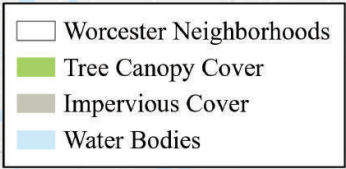 Worcester Neighborhoods
Tree Canopy Cover
Impervious Cover
Water Bodies